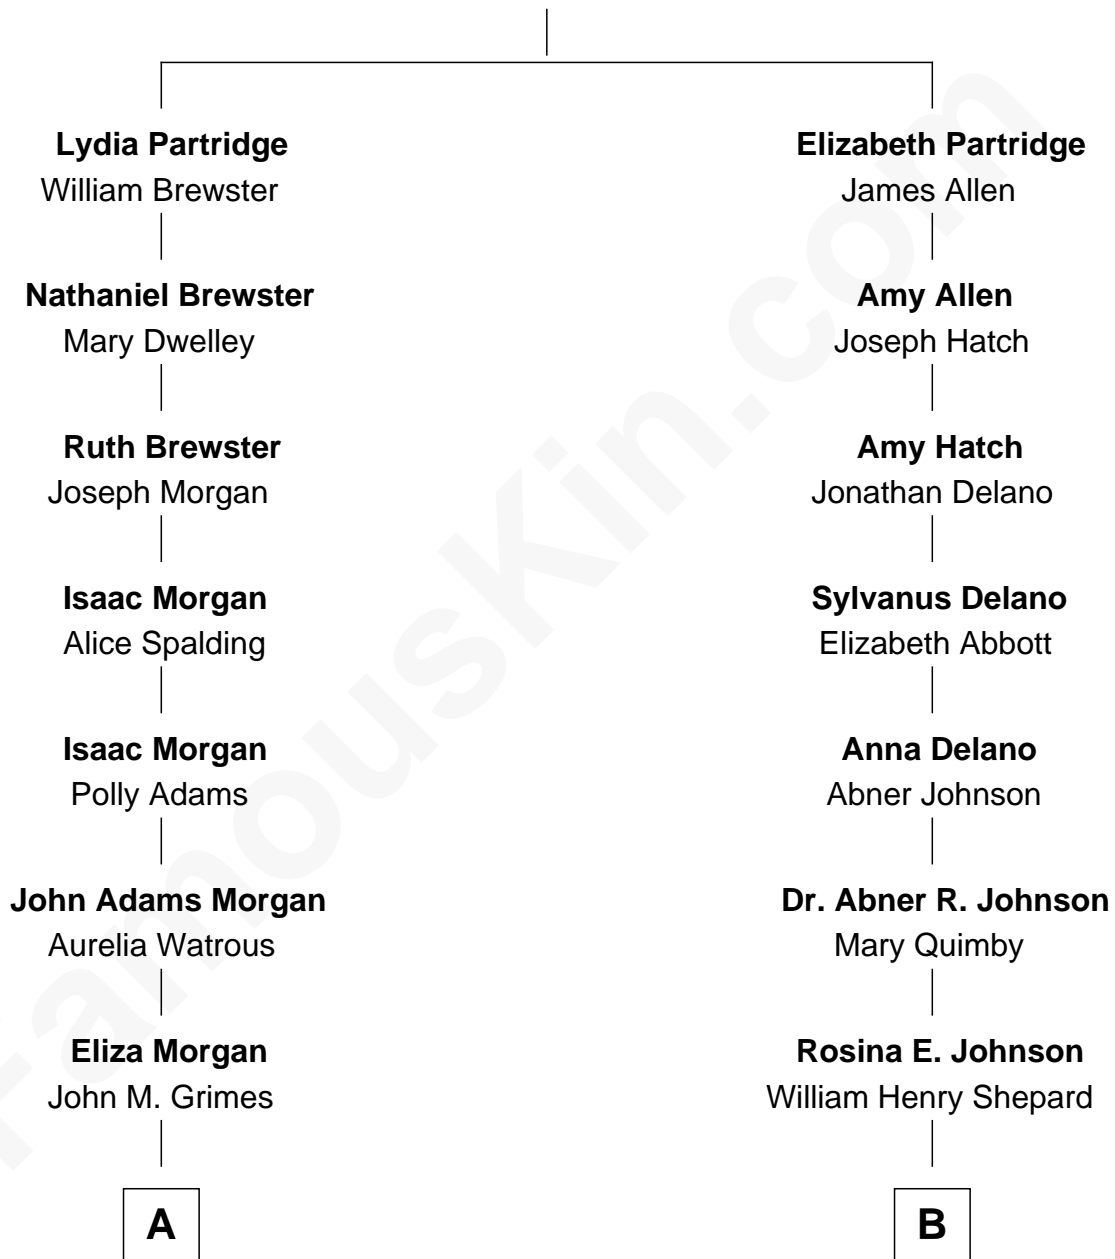 Lydia Partridge
William Brewster
Nathaniel Brewster
Mary Dwelley
Ruth Brewster
Joseph Morgan
Isaac Morgan
Alice Spalding
Isaac Morgan
Polly Adams
John Adams Morgan
Aurelia Watrous
Eliza Morgan
John M. Grimes
A
Elizabeth Partridge
James Allen
Amy Allen
Joseph Hatch
Amy Hatch
Jonathan Delano
Sylvanus Delano
Elizabeth Abbott
Anna Delano
Abner Johnson
Dr. Abner R. Johnson
Mary Quimby
Rosina E. Johnson
William Henry Shepard
B
FamousKin.com